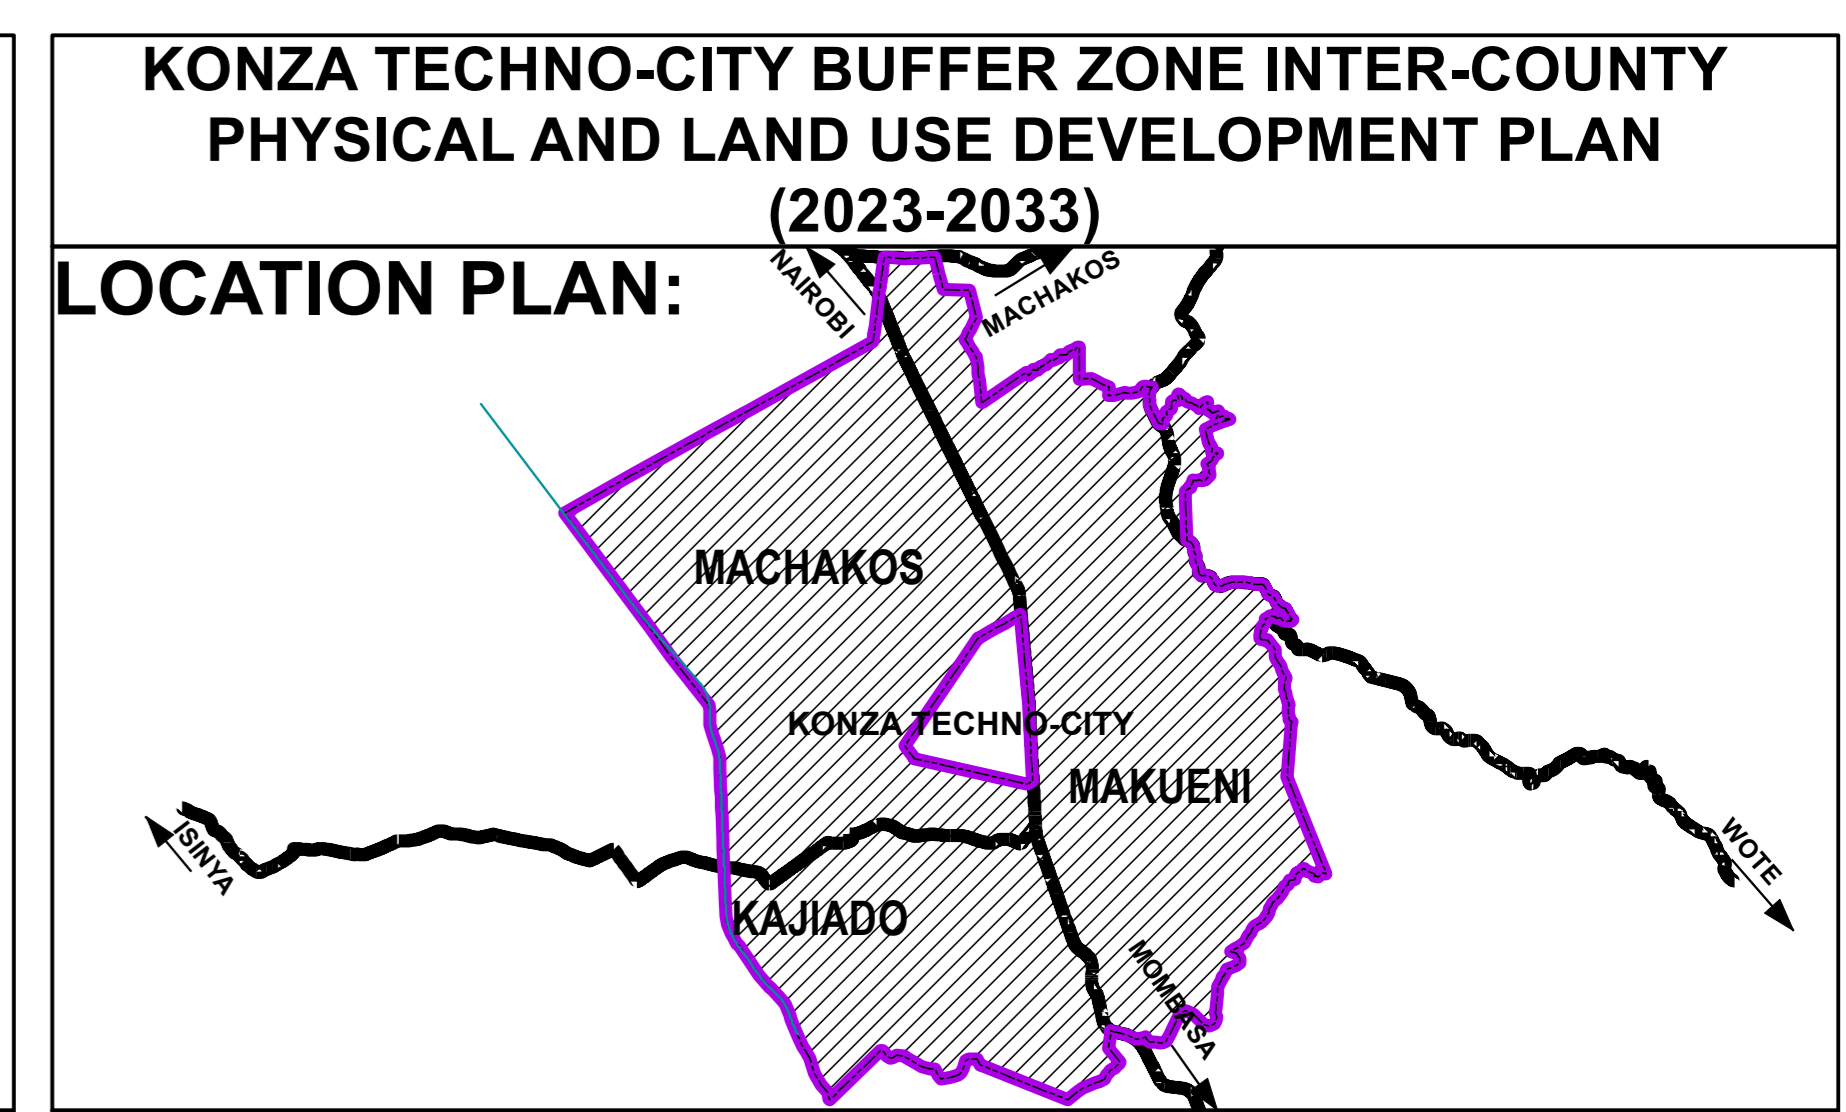 KONZA TECHNO-CITY BUFFER ZONE INTER-COUNTY
PHYSICAL AND LAND USE DEVELOPMENT PLAN
(2023-2033)
LOCATION PLAN:
NAIROBI
MACHAKOS
MACHAKOS
KONZA TECHNO-CITY
MAKUENI
ISINYA
WOTE
KAJIADO
MOMBASA